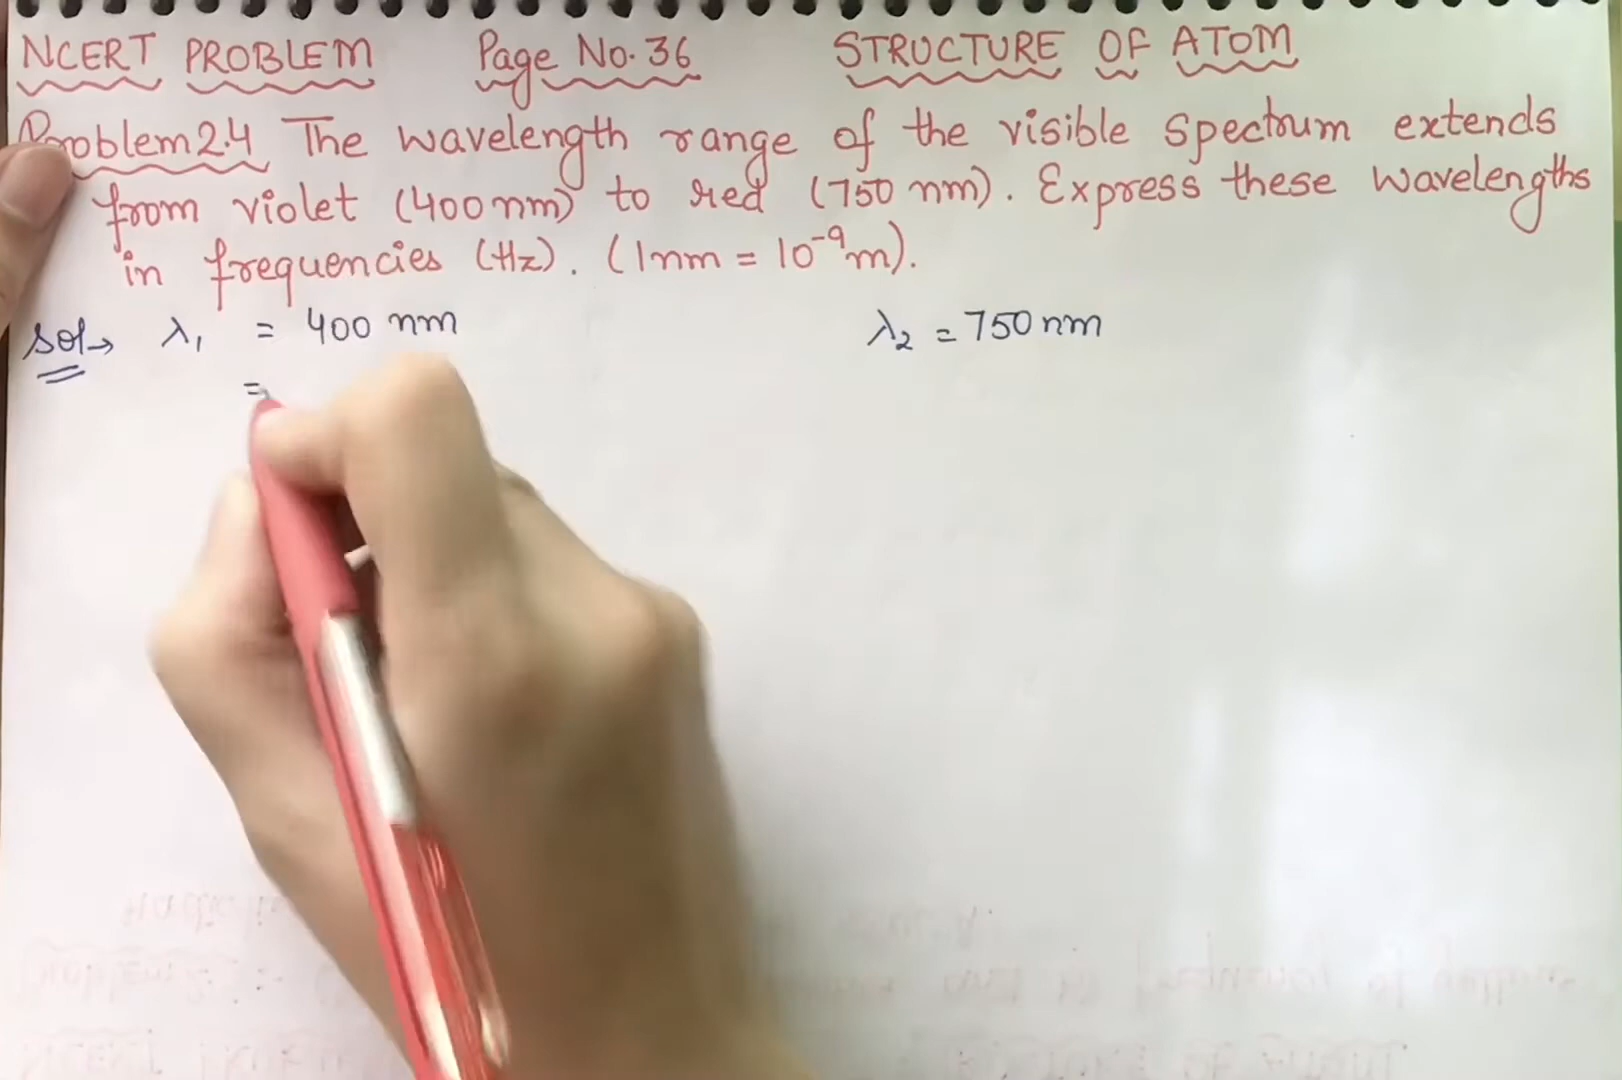 NCERT PROBLEM Page No. 36 STRUCTURE OF ATOM
Problem 2.4 The wavelength range of the visible spectrum extends
from violet (400 nm) to red (750 nm). Express these wavelengths
in frequencies (Hz). (1nm = 10⁻⁹m).
Sol→ λ₁ = 400 nm λ₂ = 750 nm
=